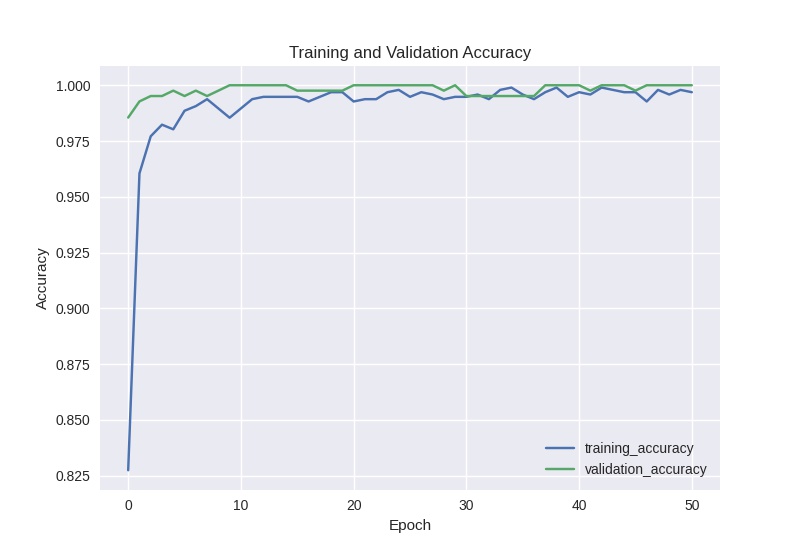 Training and Validation Accuracy
Accuracy
1.000
0.975
0.950
0.925
0.900
0.875
0.850
0.825
training_accuracy
validation_accuracy
0 10 20 30 40 50
Epoch